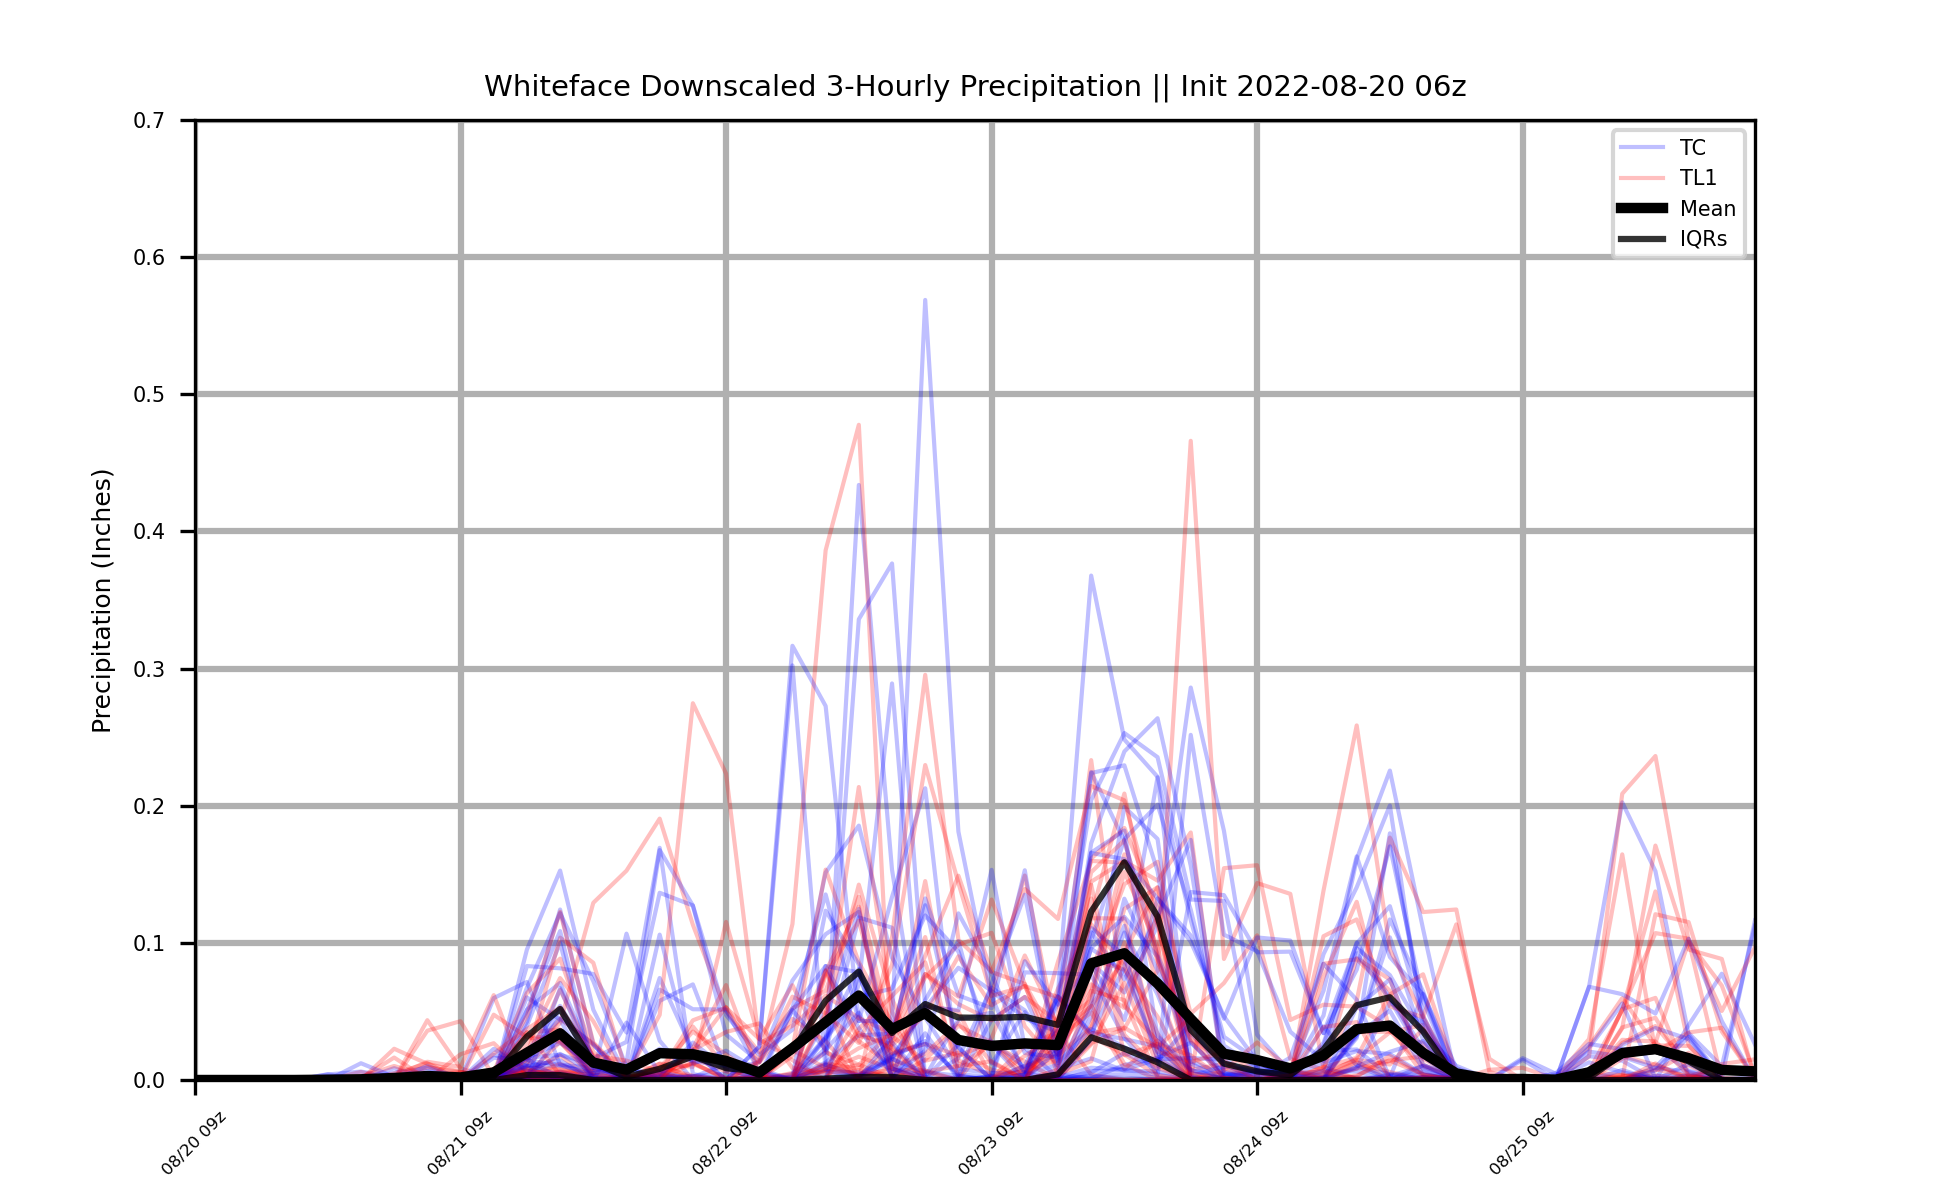 Whiteface Downscaled 3-Hourly Precipitation || Init 2022-08-20 06z
TC
TL1
Mean
IQRs
Precipitation (Inches)
0.7
0.6
0.5
0.4
0.3
0.2
0.1
0.0
08/20 09z
08/21 09z
08/22 09z
08/23 09z
08/24 09z
08/25 09z